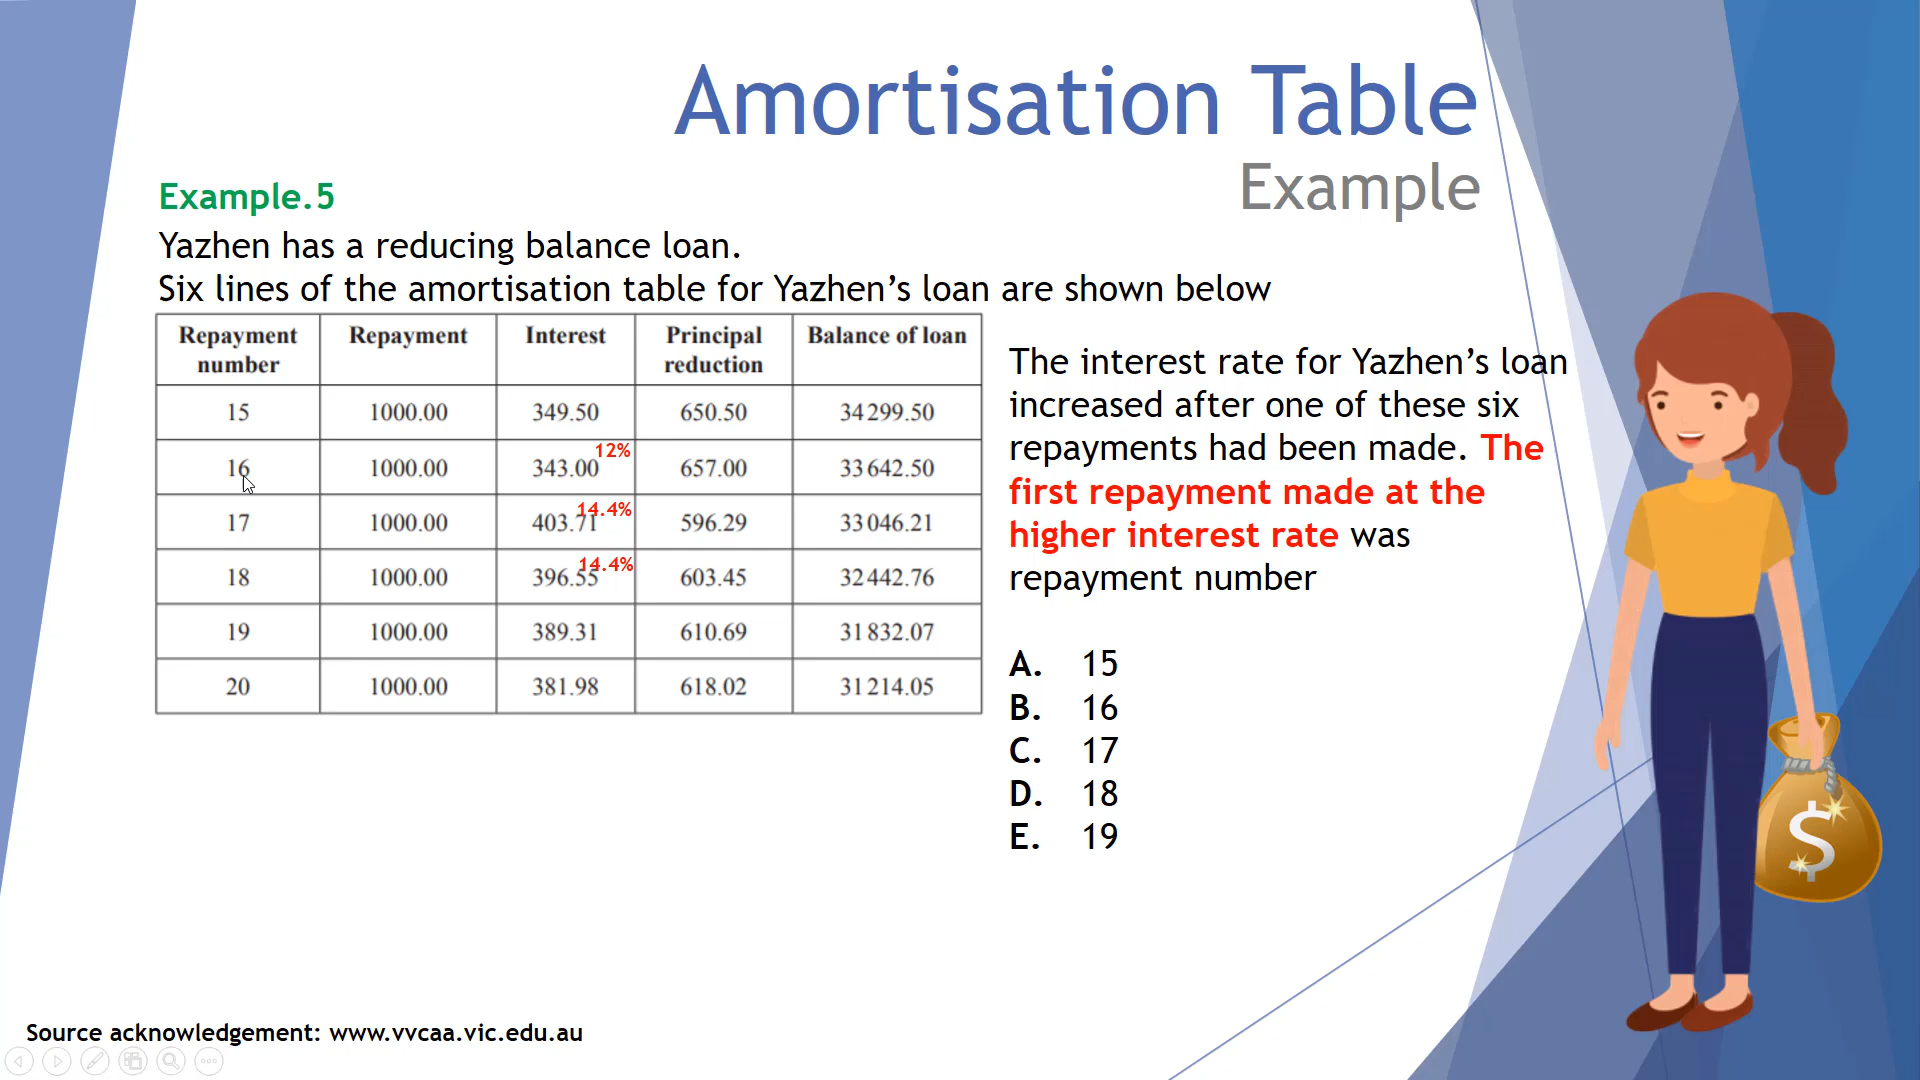 Amortisation Table
Example
Example.5
Yazhen has a reducing balance loan.
Six lines of the amortisation table for Yazhen’s loan are shown below
Repayment number Repayment Interest Principal reduction Balance of loan
15 1000.00 349.50 650.50 34 299.50
12%
16 1000.00 343.00 657.00 33 642.50
14.4%
17 1000.00 403.71 596.29 33 046.21
14.4%
18 1000.00 396.55 603.45 32 442.76
19 1000.00 389.31 610.69 31 832.07
20 1000.00 381.98 618.02 31 214.05
The interest rate for Yazhen’s loan
increased after one of these six
repayments had been made. The
first repayment made at the
higher interest rate was
repayment number
A. 15
B. 16
C. 17
D. 18
E. 19
$
Source acknowledgement: www.vvcaa.vic.edu.au